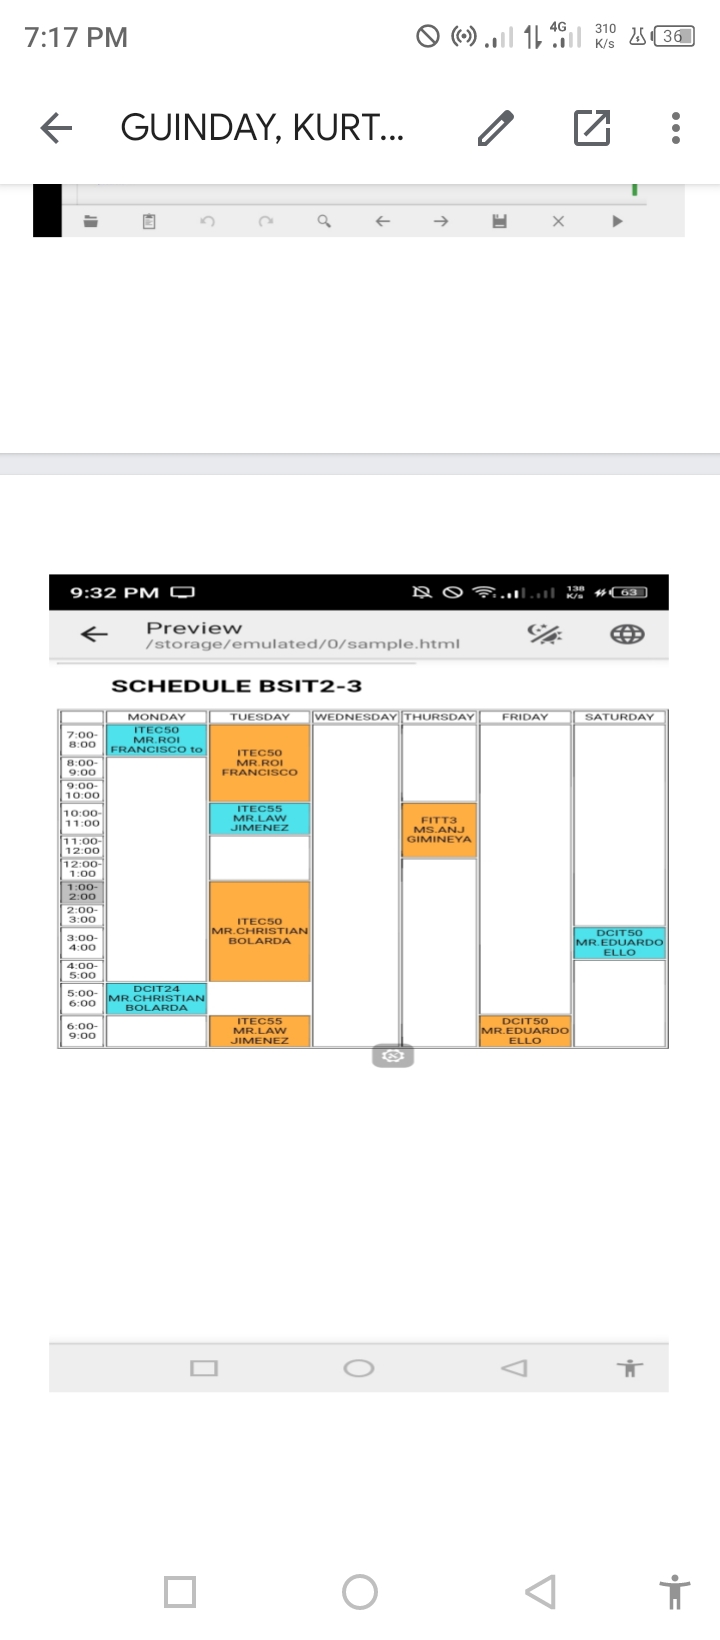 7:17 PM
4G
310
K/s
36
GUINDAY, KURT...
9:32 PM
138
K/s
63
Preview
/storage/emulated/0/sample.html
SCHEDULE BSIT2-3
MONDAY TUESDAY WEDNESDAY THURSDAY FRIDAY SATURDAY
7:00-
8:00
ITEC50
MR.ROI
FRANCISCO to
ITEC50
MR.ROI
FRANCISCO
8:00-
9:00
9:00-
10:00
10:00-
11:00
ITEC55
MR.LAW
JIMENEZ
FITT3
MS.ANJ
GIMINEYA
11:00-
12:00
12:00-
1:00
1:00-
2:00
ITEC50
MR.CHRISTIAN
BOLARDA
2:00-
3:00
3:00-
4:00
DCIT50
MR.EDUARDO
ELLO
4:00-
5:00
5:00-
6:00
DCIT24
MR.CHRISTIAN
BOLARDA
6:00-
9:00
ITEC55
MR.LAW
JIMENEZ
DCIT50
MR.EDUARDO
ELLO